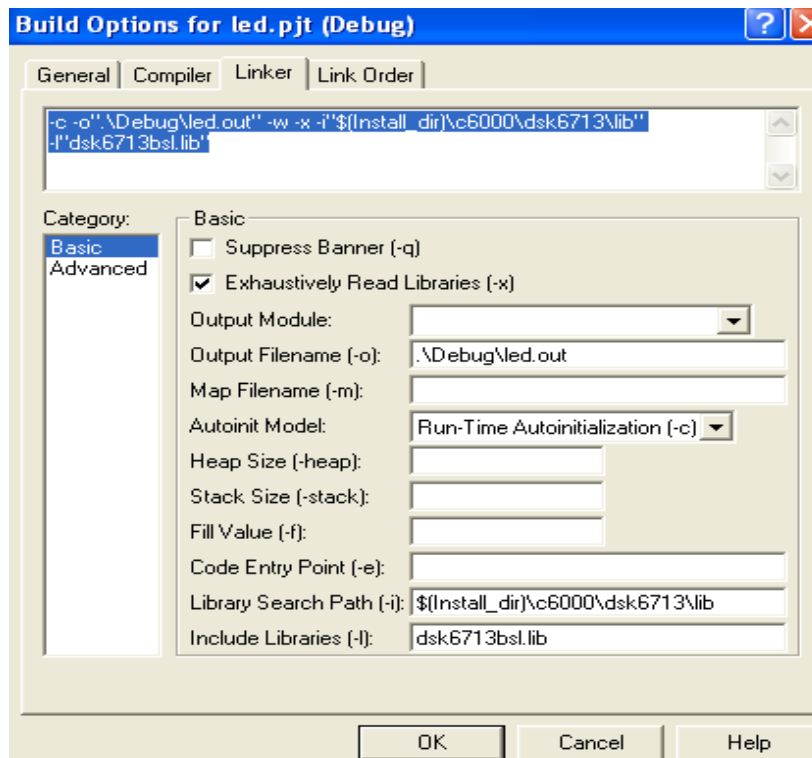 Build Options for led.pjt (Debug)
General Compiler Linker Link Order
-c -o".\Debug\led.out" -w -x -i"$(Install_dir)\c6000\dsk6713\lib"
-l"dsk6713bsl.lib"
Category:
Basic
Advanced
Basic
Suppress Banner (-q)
Exhaustively Read Libraries (-x)
Output Module:
Output Filename (-o): .\Debug\led.out
Map Filename (-m):
Autoinit Model: Run-Time Autoinitialization (-c)
Heap Size (-heap):
Stack Size (-stack):
Fill Value (-f):
Code Entry Point (-e):
Library Search Path (-i): $(Install_dir)\c6000\dsk6713\lib
Include Libraries (-l): dsk6713bsl.lib
OK Cancel Help